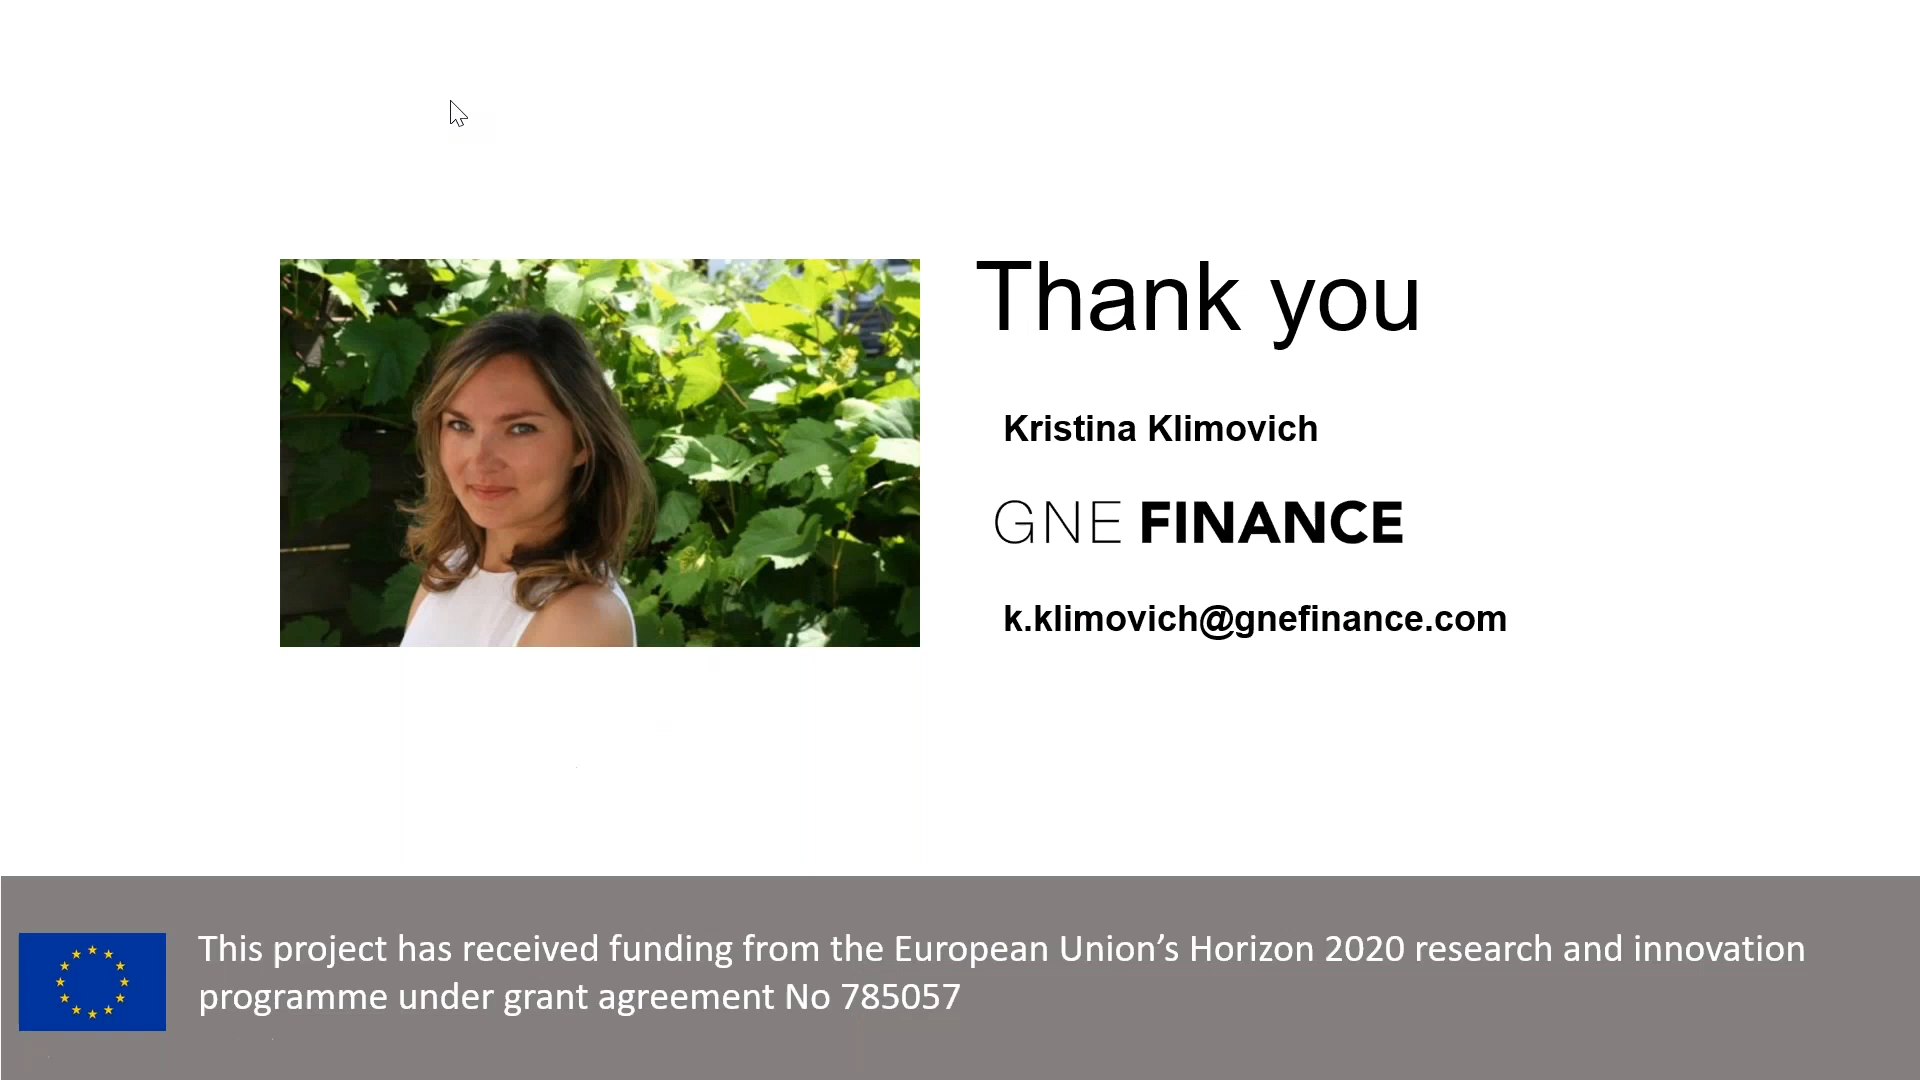 Thank you
Kristina Klimovich
GNE FINANCE
k.klimovich@gnefinance.com
This project has received funding from the European Union’s Horizon 2020 research and innovation
programme under grant agreement No 785057